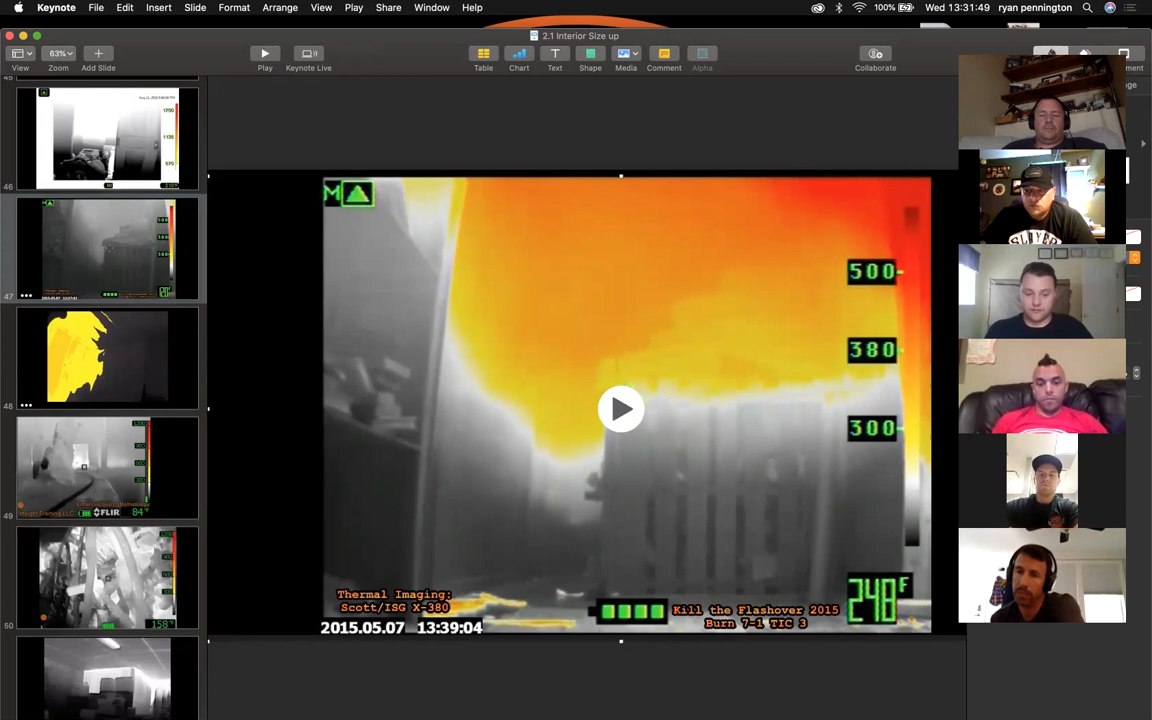 Keynote File Edit Insert Slide Format Arrange View Play Share Window Help
100% Wed 13:31:49 ryan pennington
2.1 Interior Size up
63%
View Zoom Add Slide Play Keynote Live Table Chart Text Shape Media Comment Alpha Collaborate
46
47
48
49
FLIR 84°
50
158°
M
500
380
300
Thermal Imaging:
Scott/ISG X-380
2015.05.07 13:39:04
Kill the Flashover 2015
Burn 7-1 TIC 3
248 F
SLAYER